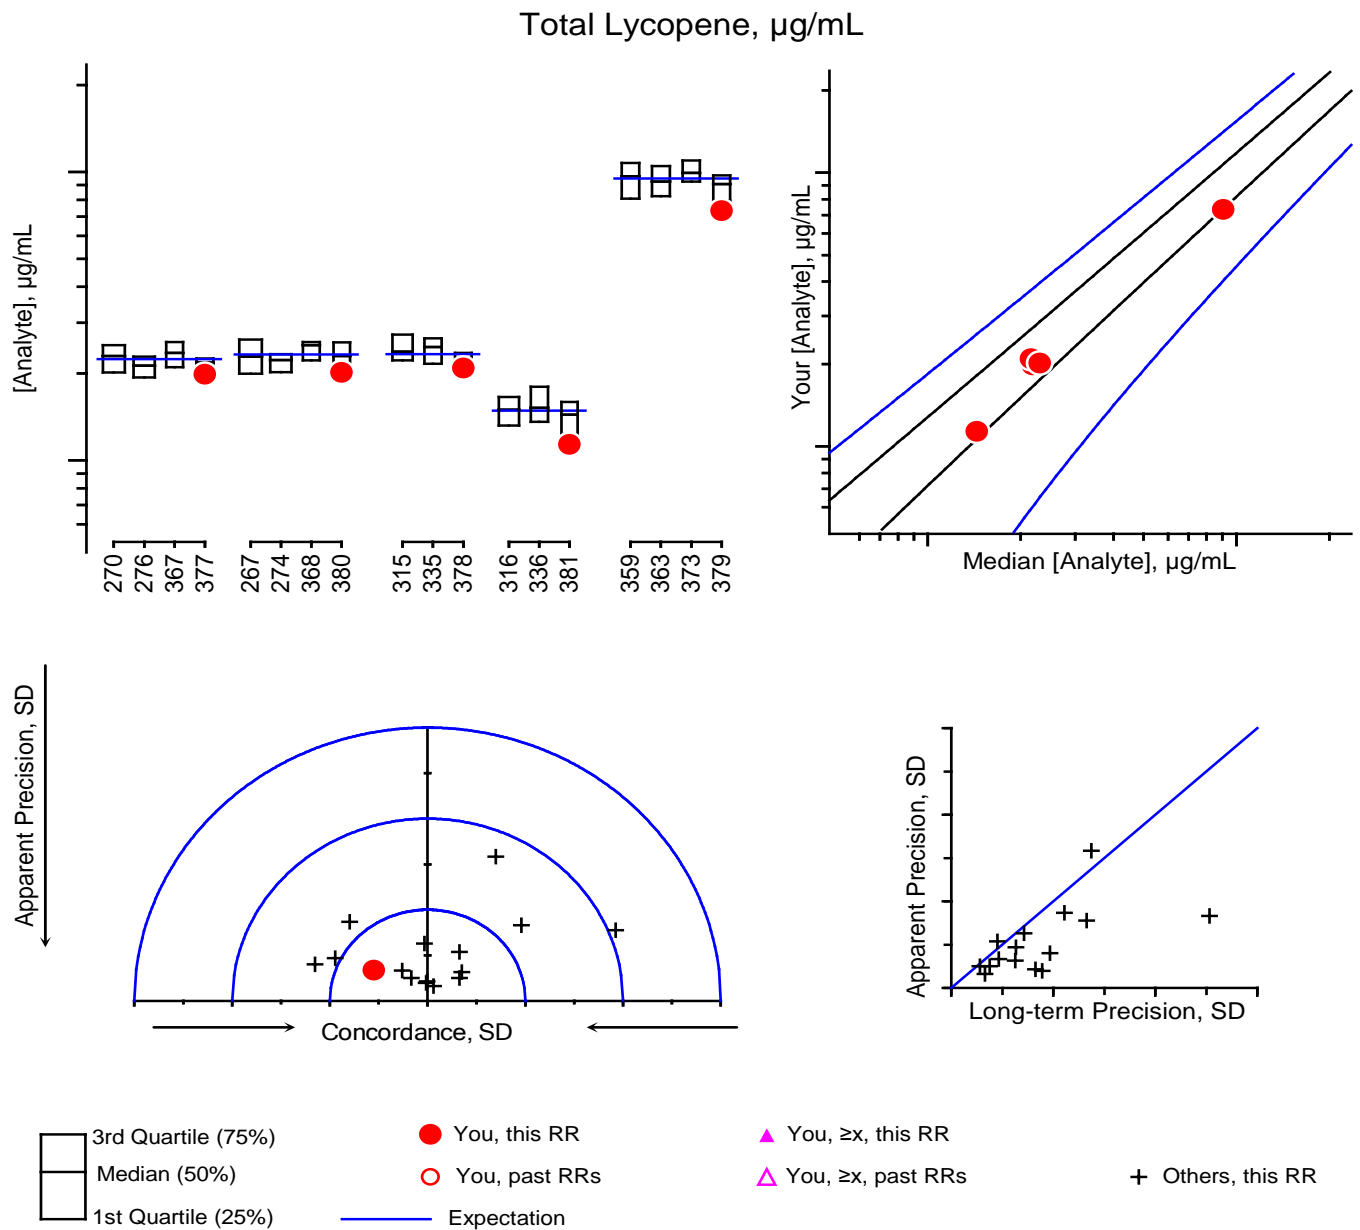 Total Lycopene, µg/mL
[Analyte], µg/mL
270 276 367 377 267 274 368 380 315 335 378 316 336 381 359 363 373 379
Your [Analyte], µg/mL
Median [Analyte], µg/mL
Apparent Precision, SD
Concordance, SD
Apparent Precision, SD
Long-term Precision, SD
3rd Quartile (75%)
Median (50%)
1st Quartile (25%)
You, this RR
You, past RRs
Expectation
You, ≥x, this RR
You, ≥x, past RRs
Others, this RR